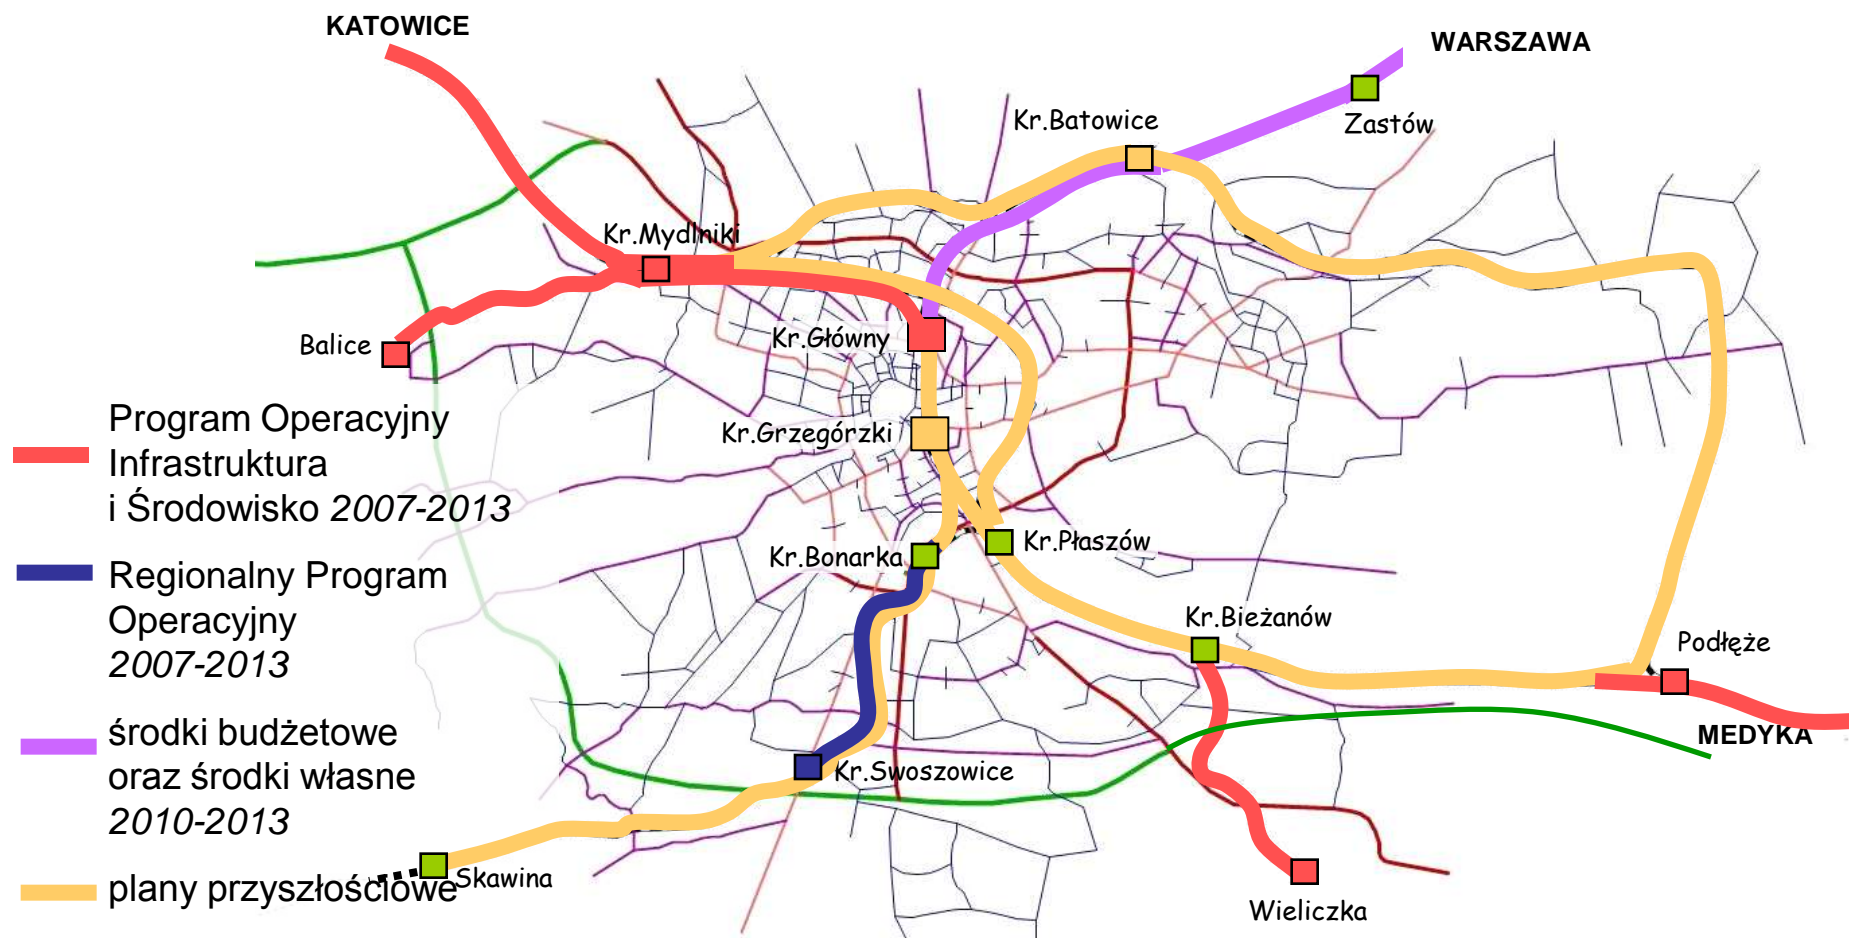 KATOWICE
WARSZAWA
Kr.Batowice
Zastów
Kr.Mydlniki
Balice
Kr.Główny
Program Operacyjny
Infrastruktura
i Środowisko 2007-2013
Kr.Grzegórzki
Kr.Bonarka
Kr.Płaszów
Regionalny Program
Operacyjny
2007-2013
Kr.Bieżanów
Podłęże
MEDYKA
środki budżetowe
oraz środki własne
2010-2013
Kr.Swoszowice
plany przyszłościowe
Skawina
Wieliczka